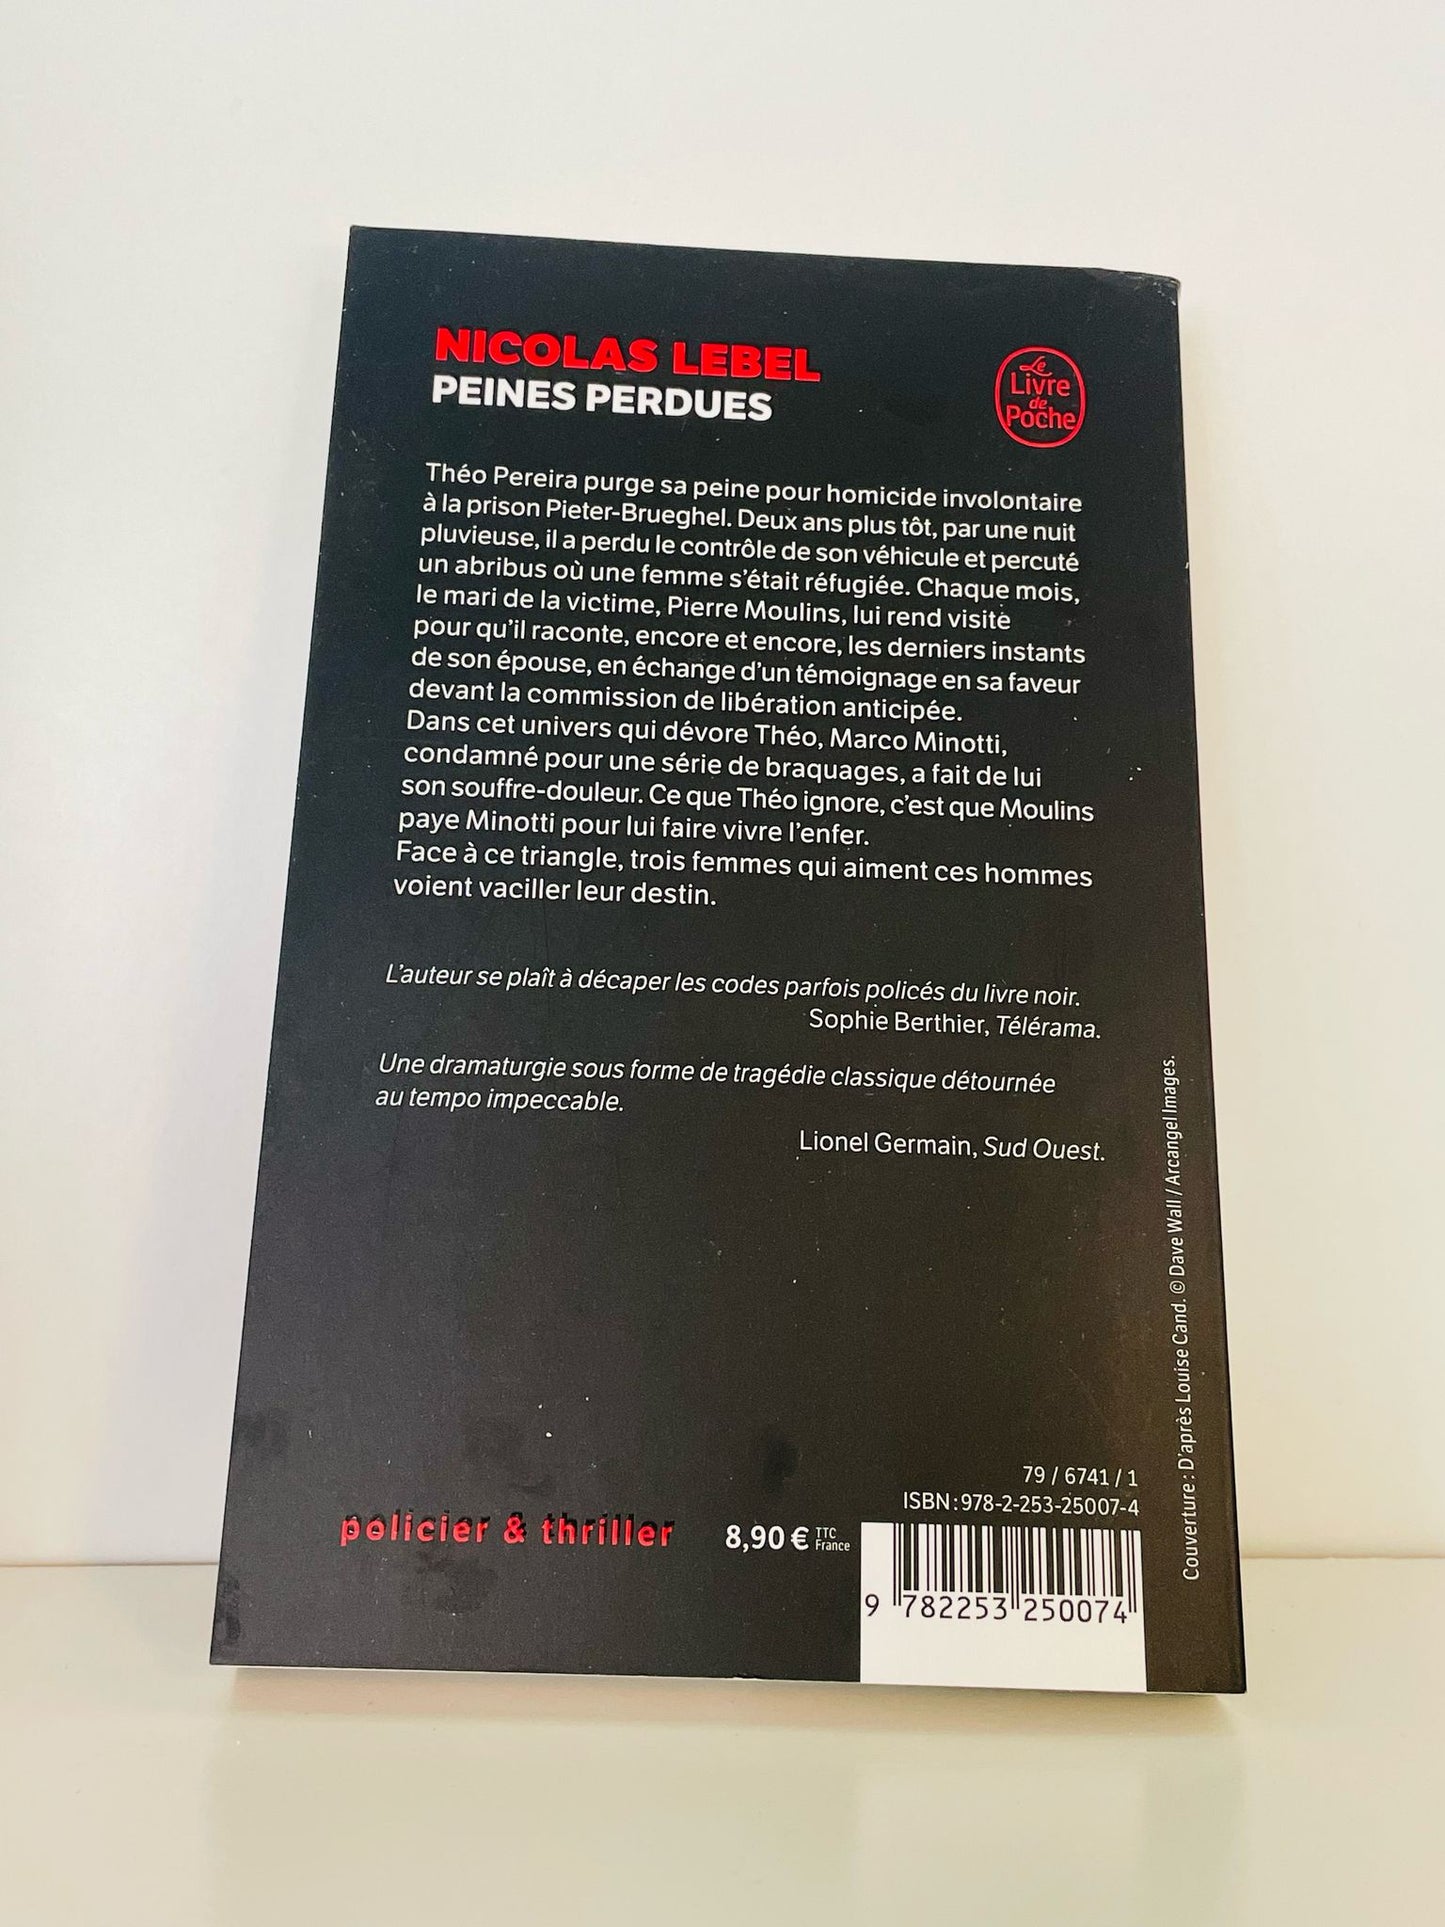 NICOLAS LEBEL
PEINES PERDUES
Le
Livre
de
Poche
Théo Pereira purge sa peine pour homicide involontaire
à la prison Pieter-Brueghel. Deux ans plus tôt, par une nuit
pluvieuse, il a perdu le contrôle de son véhicule et percuté
un abribus où une femme s'était réfugiée. Chaque mois,
le mari de la victime, Pierre Moulins, lui rend visite
pour qu'il raconte, encore et encore, les derniers instants
de son épouse, en échange d'un témoignage en sa faveur
devant la commission de libération anticipée.
Dans cet univers qui dévore Théo, Marco Minotti,
condamné pour une série de braquages, a fait de lui
son souffre-douleur. Ce que Théo ignore, c'est que Moulins
paye Minotti pour lui faire vivre l'enfer.
Face à ce triangle, trois femmes qui aiment ces hommes
voient vaciller leur destin.
L'auteur se plaît à décaper les codes parfois policés du livre noir.
Sophie Berthier, Télérama.
Une dramaturgie sous forme de tragédie classique détournée
au tempo impeccable.
Lionel Germain, Sud Ouest.
Couverture : D'après Louise Cand. © Dave Wall / Arcangel Images.
79 / 6741 / 1
ISBN : 978-2-253-25007-4
policier & thriller
8,90 € TTC
France
9 782253 250074